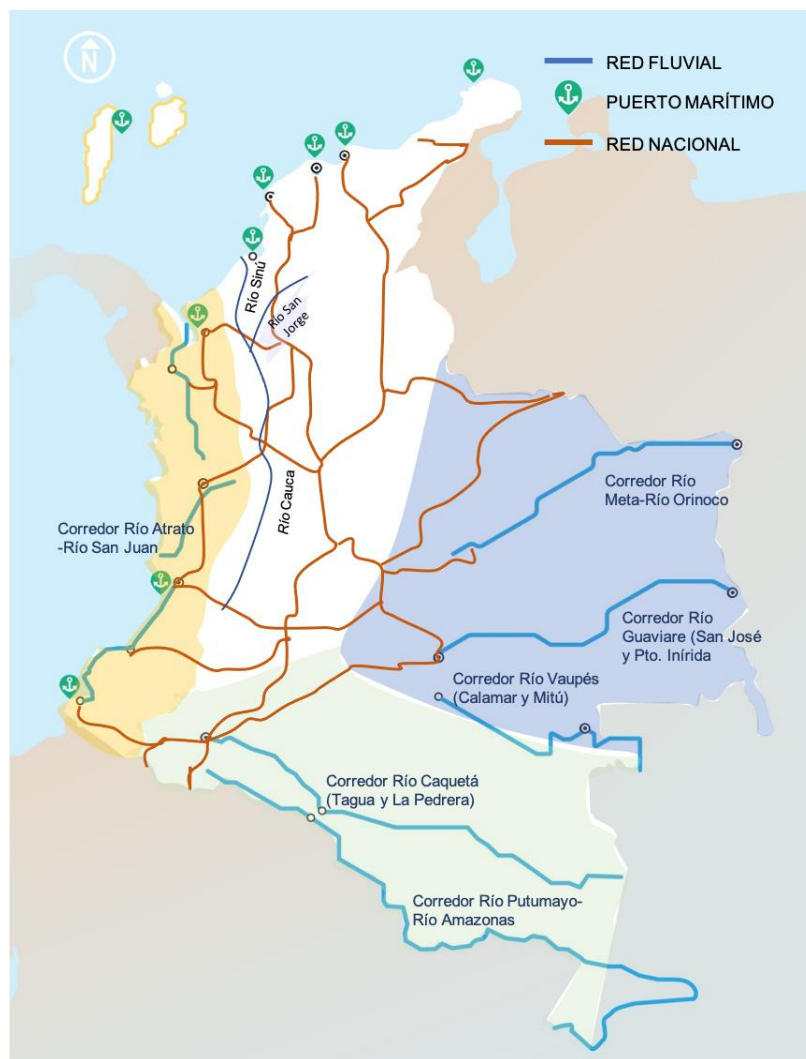 N
RED FLUVIAL
PUERTO MARÍTIMO
RED NACIONAL
Río Sinú
Río San
Jorge
Río Cauca
Corredor Río Atrato
-Río San Juan
Corredor Río
Meta-Río Orinoco
Corredor Río
Guaviare (San José
y Pto. Inírida
Corredor Río Vaupés
(Calamar y Mitú)
Corredor Río Caquetá
(Tagua y La Pedrera)
Corredor Río Putumayo-
Río Amazonas